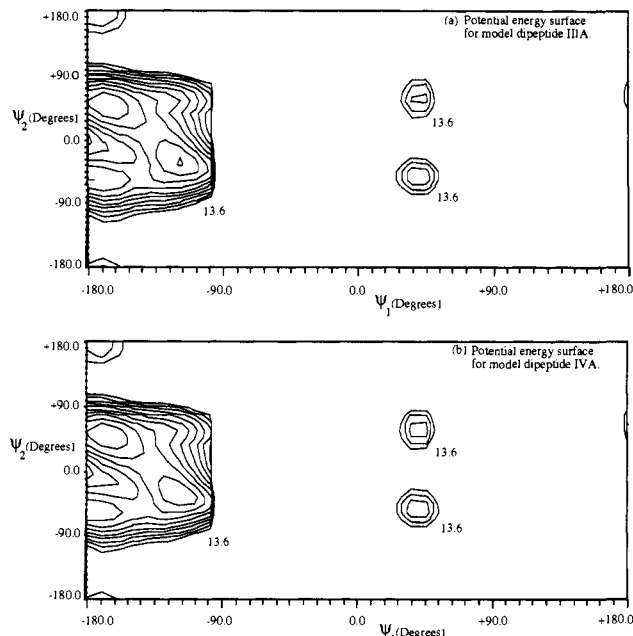 +180.0
(a) Potential energy surface
for model dipeptide IIIA.
+90.0
Ψ2 (Degrees)
0.0
13.6
13.6
-90.0
13.6
-180.0
-180.0 -90.0 0.0 +90.0 +180.0
Ψ1 (Degrees)
+180.0
(b) Potential energy surface
for model dipeptide IVA.
+90.0
Ψ2 (Degrees)
13.6
0.0
13.6
-90.0
13.6
-180.0
-180.0 -90.0 0.0 +90.0 +180.0
(Degrees)